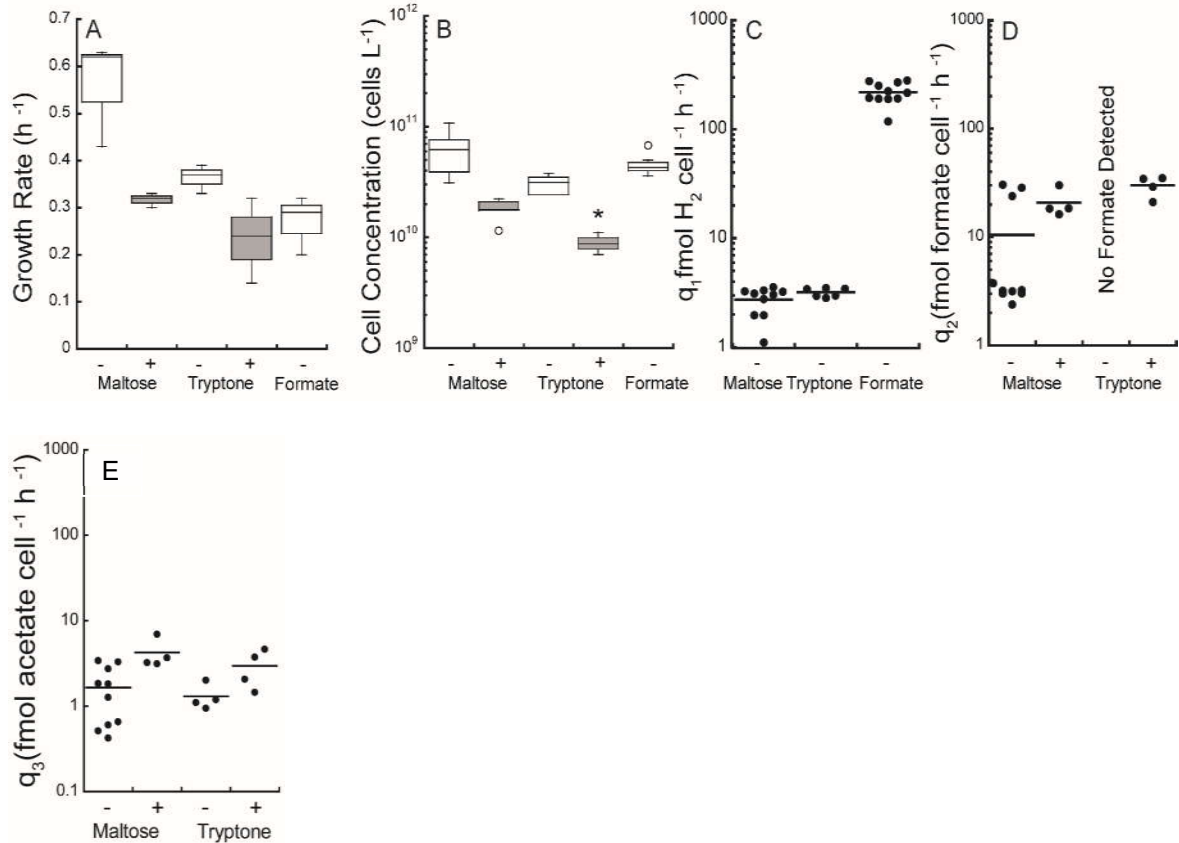 A
Growth Rate (h⁻¹)
0.7
0.6
0.5
0.4
0.3
0.2
0.1
0
- + - + -
Maltose Tryptone Formate
B
Cell Concentration (cells L⁻¹)
10¹²
10¹¹
10¹⁰
10⁹
*
- + - + -
Maltose Tryptone Formate
C
q₁fmol H₂ cell⁻¹ h⁻¹)
1000
100
10
1
Maltose Tryptone Formate
D
q₂(fmol formate cell⁻¹ h⁻¹)
1000
100
10
1
No Formate Detected
- + - +
Maltose Tryptone
E
q₃(fmol acetate cell⁻¹ h⁻¹)
1000
100
10
1
0.1
- + - +
Maltose Tryptone